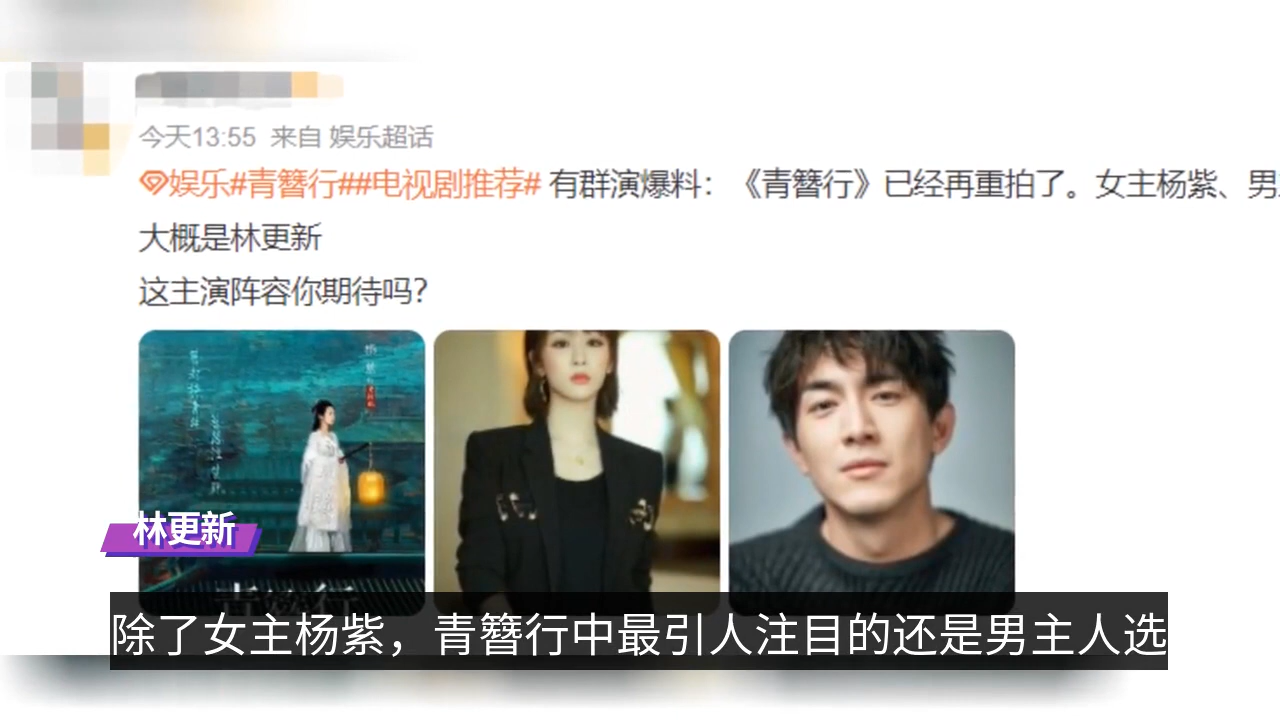 今天13:55 来自 娱乐超话
娱乐#青簪行##电视剧推荐# 有群演爆料：《青簪行》已经再重拍了。女主杨紫、男
大概是林更新
这主演阵容你期待吗？
林更新
除了女主杨紫，青簪行中最引人注目的还是男主人选